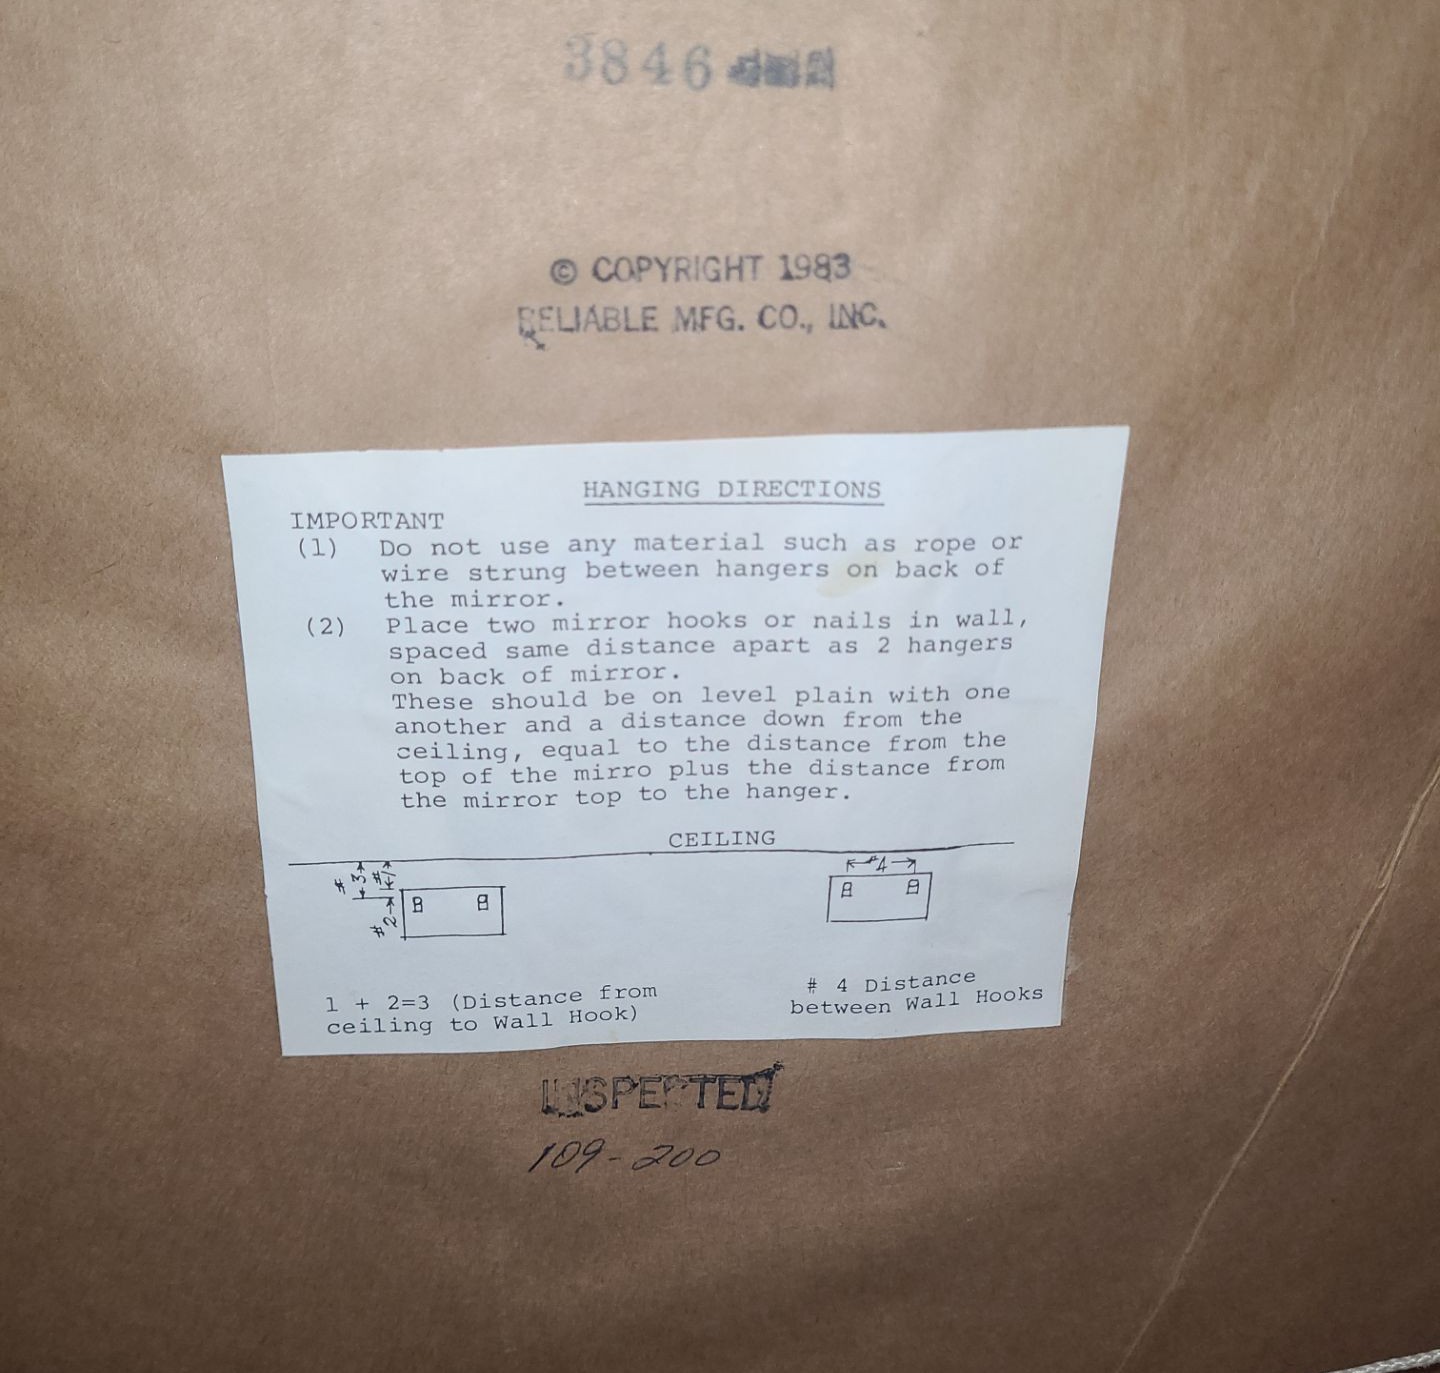 3846
© COPYRIGHT 1983
RELIABLE MFG. CO., INC.
HANGING DIRECTIONS
IMPORTANT
(1) Do not use any material such as rope or
wire strung between hangers on back of
the mirror.
(2) Place two mirror hooks or nails in wall,
spaced same distance apart as 2 hangers
on back of mirror.
These should be on level plain with one
another and a distance down from the
ceiling, equal to the distance from the
top of the mirro plus the distance from
the mirror top to the hanger.
CEILING
#3 #1 #4
#2
1 + 2=3 (Distance from
ceiling to Wall Hook)
# 4 Distance
between Wall Hooks
INSPECTED
109-200